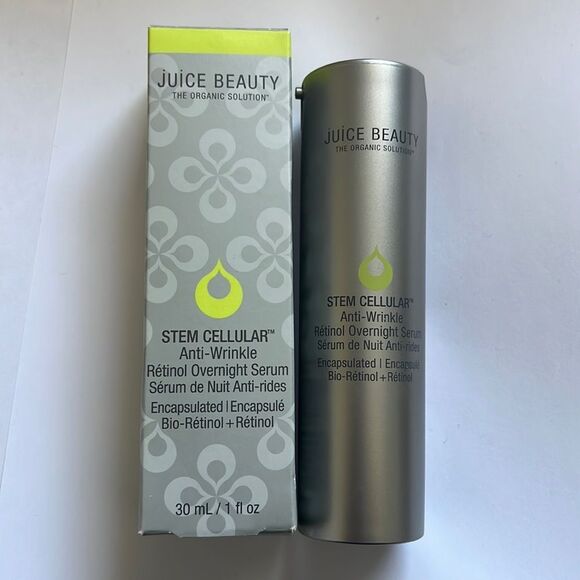 JUICE BEAUTY
THE ORGANIC SOLUTION™
STEM CELLULAR™
Anti-Wrinkle
Rétinol Overnight Serum
Sérum de Nuit Anti-rides
Encapsulated | Encapsulé
Bio-Rétinol + Rétinol
30 mL / 1 fl oz
JUICE BEAUTY
THE ORGANIC SOLUTION™
STEM CELLULAR™
Anti-Wrinkle
Rétinol Overnight Serum
Sérum de Nuit Anti-rides
Encapsulated | Encapsulé
Bio-Rétinol + Rétinol